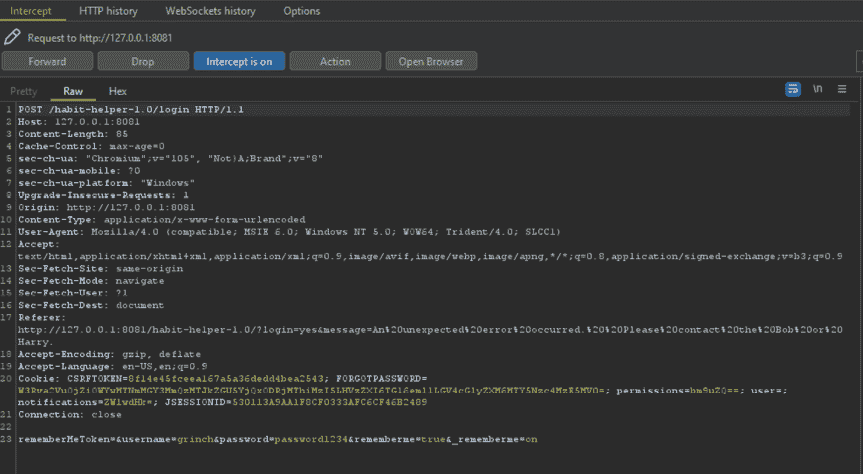 Intercept HTTP history WebSockets history Options
Request to http://127.0.0.1:8081
Forward Drop Intercept is on Action Open Browser
Pretty Raw Hex \n
1 POST /habit-helper-1.0/login HTTP/1.1
2 Host: 127.0.0.1:8081
3 Content-Length: 85
4 Cache-Control: max-age=0
5 sec-ch-ua: "Chromium";v="105", "Not)A;Brand";v="8"
6 sec-ch-ua-mobile: ?0
7 sec-ch-ua-platform: "Windows"
8 Upgrade-Insecure-Requests: 1
9 Origin: http://127.0.0.1:8081
10 Content-Type: application/x-www-form-urlencoded
11 User-Agent: Mozilla/4.0 (compatible; MSIE 6.0; Windows NT 5.0; WOW64; Trident/4.0; SLCC1)
12 Accept:
text/html,application/xhtml+xml,application/xml;q=0.9,image/avif,image/webp,image/apng,*/*;q=0.8,application/signed-exchange;v=b3;q=0.9
13 Sec-Fetch-Site: same-origin
14 Sec-Fetch-Mode: navigate
15 Sec-Fetch-User: ?1
16 Sec-Fetch-Dest: document
17 Referer:
http://127.0.0.1:8081/habit-helper-1.0/?login=yes&message=An%20unexpected%20error%20occurred.%20%20Please%20contact%20the%20Bob%20or%20
Harry.
18 Accept-Encoding: gzip, deflate
19 Accept-Language: en-US,en;q=0.9
20 Cookie: CSRFTOKEN=8f14e45fceea167a5a36dedd4bea2543; FORGOTPASSWORD=
permissions=bm9uZQ==; user=;
notifications=ZW1wdHk=; JSESSIONID=
21 Connection: close
22
23 rememberMeToken=&username=grinch&password=password1234&rememberme=true&_rememberme=on